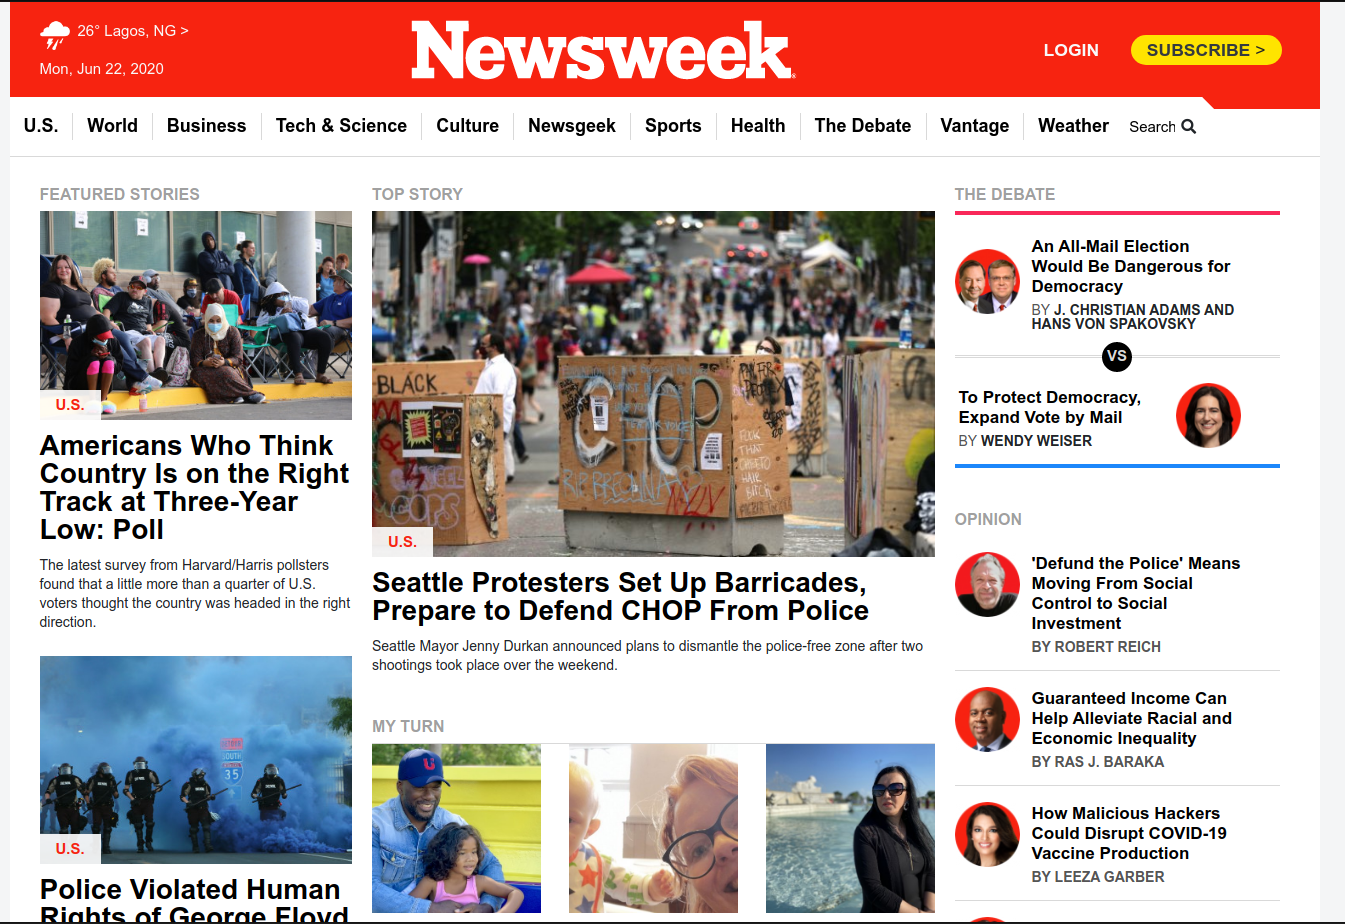 26° Lagos, NG >
Mon, Jun 22, 2020
Newsweek
LOGIN
SUBSCRIBE >
U.S.
World
Business
Tech & Science
Culture
Newsgeek
Sports
Health
The Debate
Vantage
Weather
Search
FEATURED STORIES
U.S.
Americans Who Think
Country Is on the Right
Track at Three-Year
Low: Poll
The latest survey from Harvard/Harris pollsters
found that a little more than a quarter of U.S.
voters thought the country was headed in the right
direction.
SOUTH
35
U.S.
Police Violated Human
Rights of George Floyd
TOP STORY
BLACK
COPS
CHOP
RIP BREONNA
U.S.
Seattle Protesters Set Up Barricades,
Prepare to Defend CHOP From Police
Seattle Mayor Jenny Durkan announced plans to dismantle the police-free zone after two
shootings took place over the weekend.
MY TURN
THE DEBATE
An All-Mail Election
Would Be Dangerous for
Democracy
BY J. CHRISTIAN ADAMS AND
HANS VON SPAKOVSKY
VS
To Protect Democracy,
Expand Vote by Mail
BY WENDY WEISER
OPINION
'Defund the Police' Means
Moving From Social
Control to Social
Investment
BY ROBERT REICH
Guaranteed Income Can
Help Alleviate Racial and
Economic Inequality
BY RAS J. BARAKA
How Malicious Hackers
Could Disrupt COVID-19
Vaccine Production
BY LEEZA GARBER